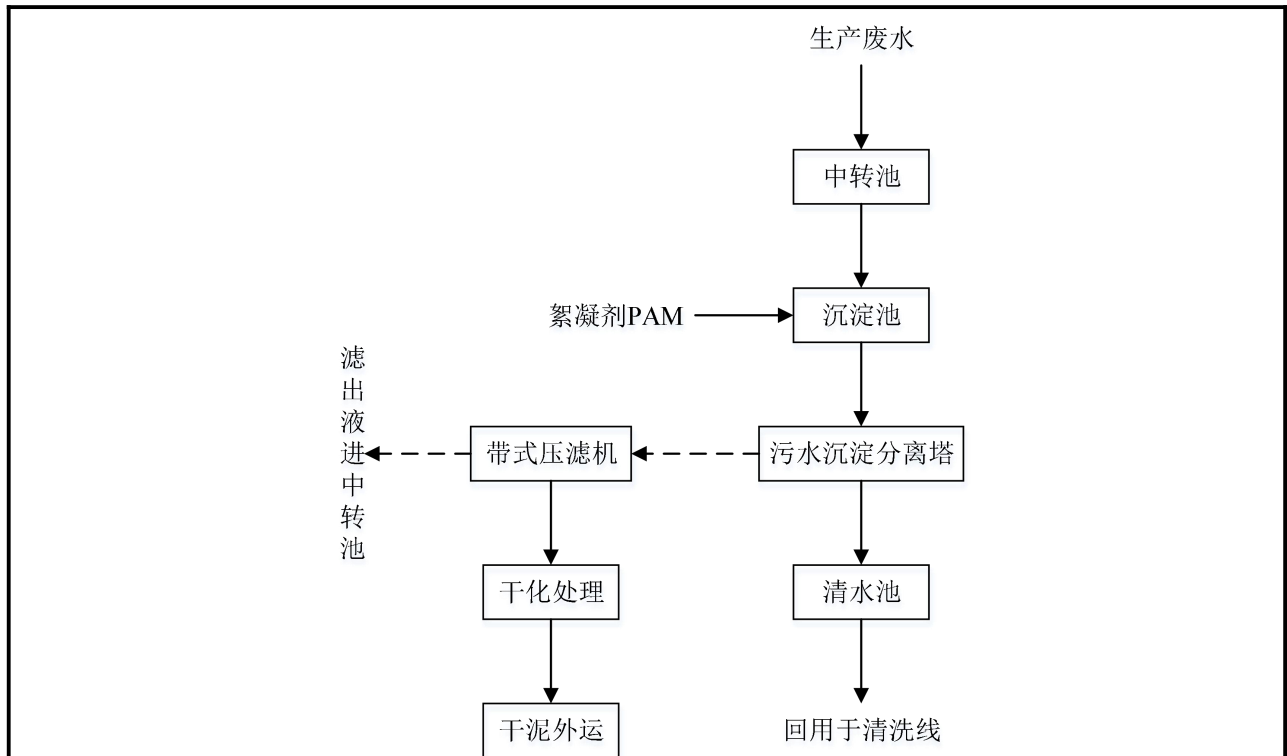 生产废水
中转池
絮凝剂PAM
沉淀池
滤出液进中转池
带式压滤机
污水沉淀分离塔
干化处理
清水池
干泥外运
回用于清洗线